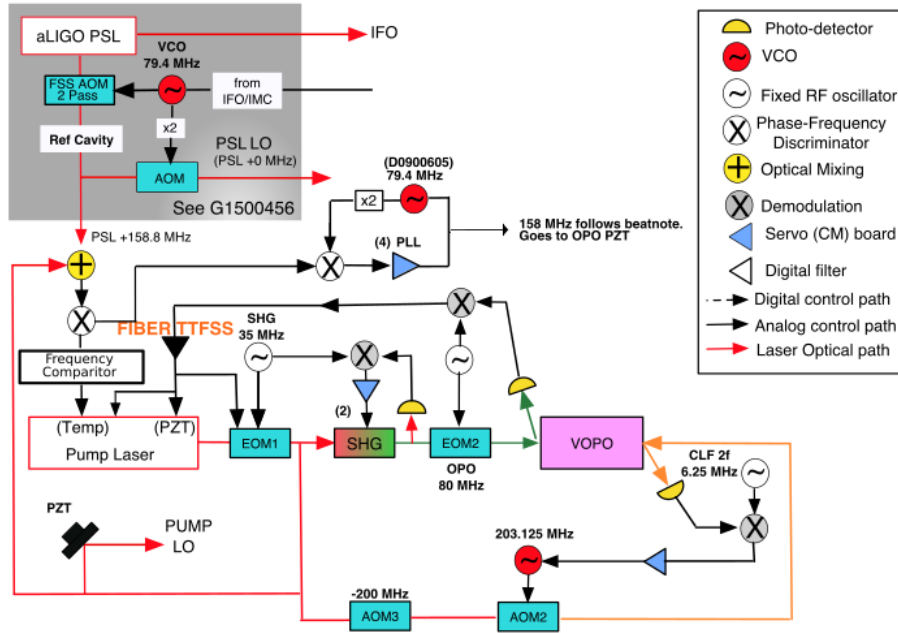 aLIGO PSL
IFO
VCO
79.4 MHz
FSS AOM
2 Pass
from
IFO/IMC
Ref Cavity
x2
PSL LO
(PSL +0 MHz)
AOM
See G1500456
PSL +158.8 MHz
(D0900605)
79.4 MHz
x2
(4) PLL
158 MHz follows beatnote.
Goes to OPO PZT
FIBER TTFSS
SHG
35 MHz
Frequency
Comparitor
(Temp)
(PZT)
Pump Laser
EOM1
(2)
SHG
EOM2
OPO
80 MHz
VOPO
CLF 2f
6.25 MHz
PZT
PUMP
LO
203.125 MHz
-200 MHz
AOM3
AOM2
Photo-detector
VCO
Fixed RF oscillator
Phase-Frequency
Discriminator
Optical Mixing
Demodulation
Servo (CM) board
Digital filter
Digital control path
Analog control path
Laser Optical path